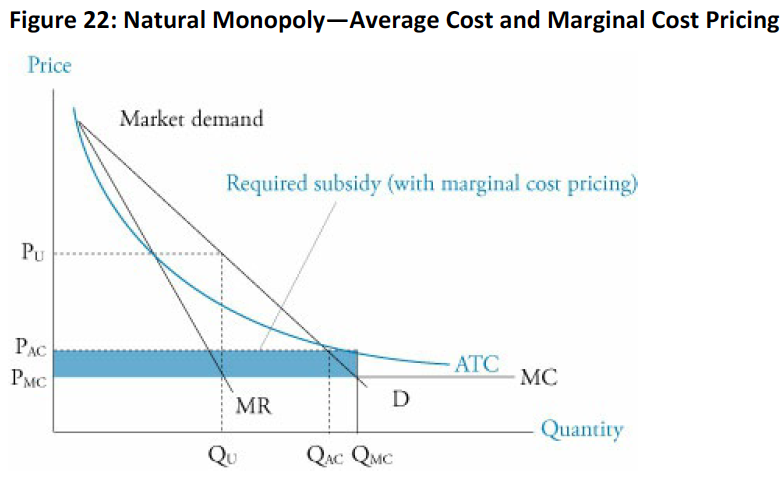 Figure 22: Natural Monopoly—Average Cost and Marginal Cost Pricing
Price
Market demand
Required subsidy (with marginal cost pricing)
PU
PAC
ATC
PMC
MC
D
MR
Quantity
QU
QAC
QMC